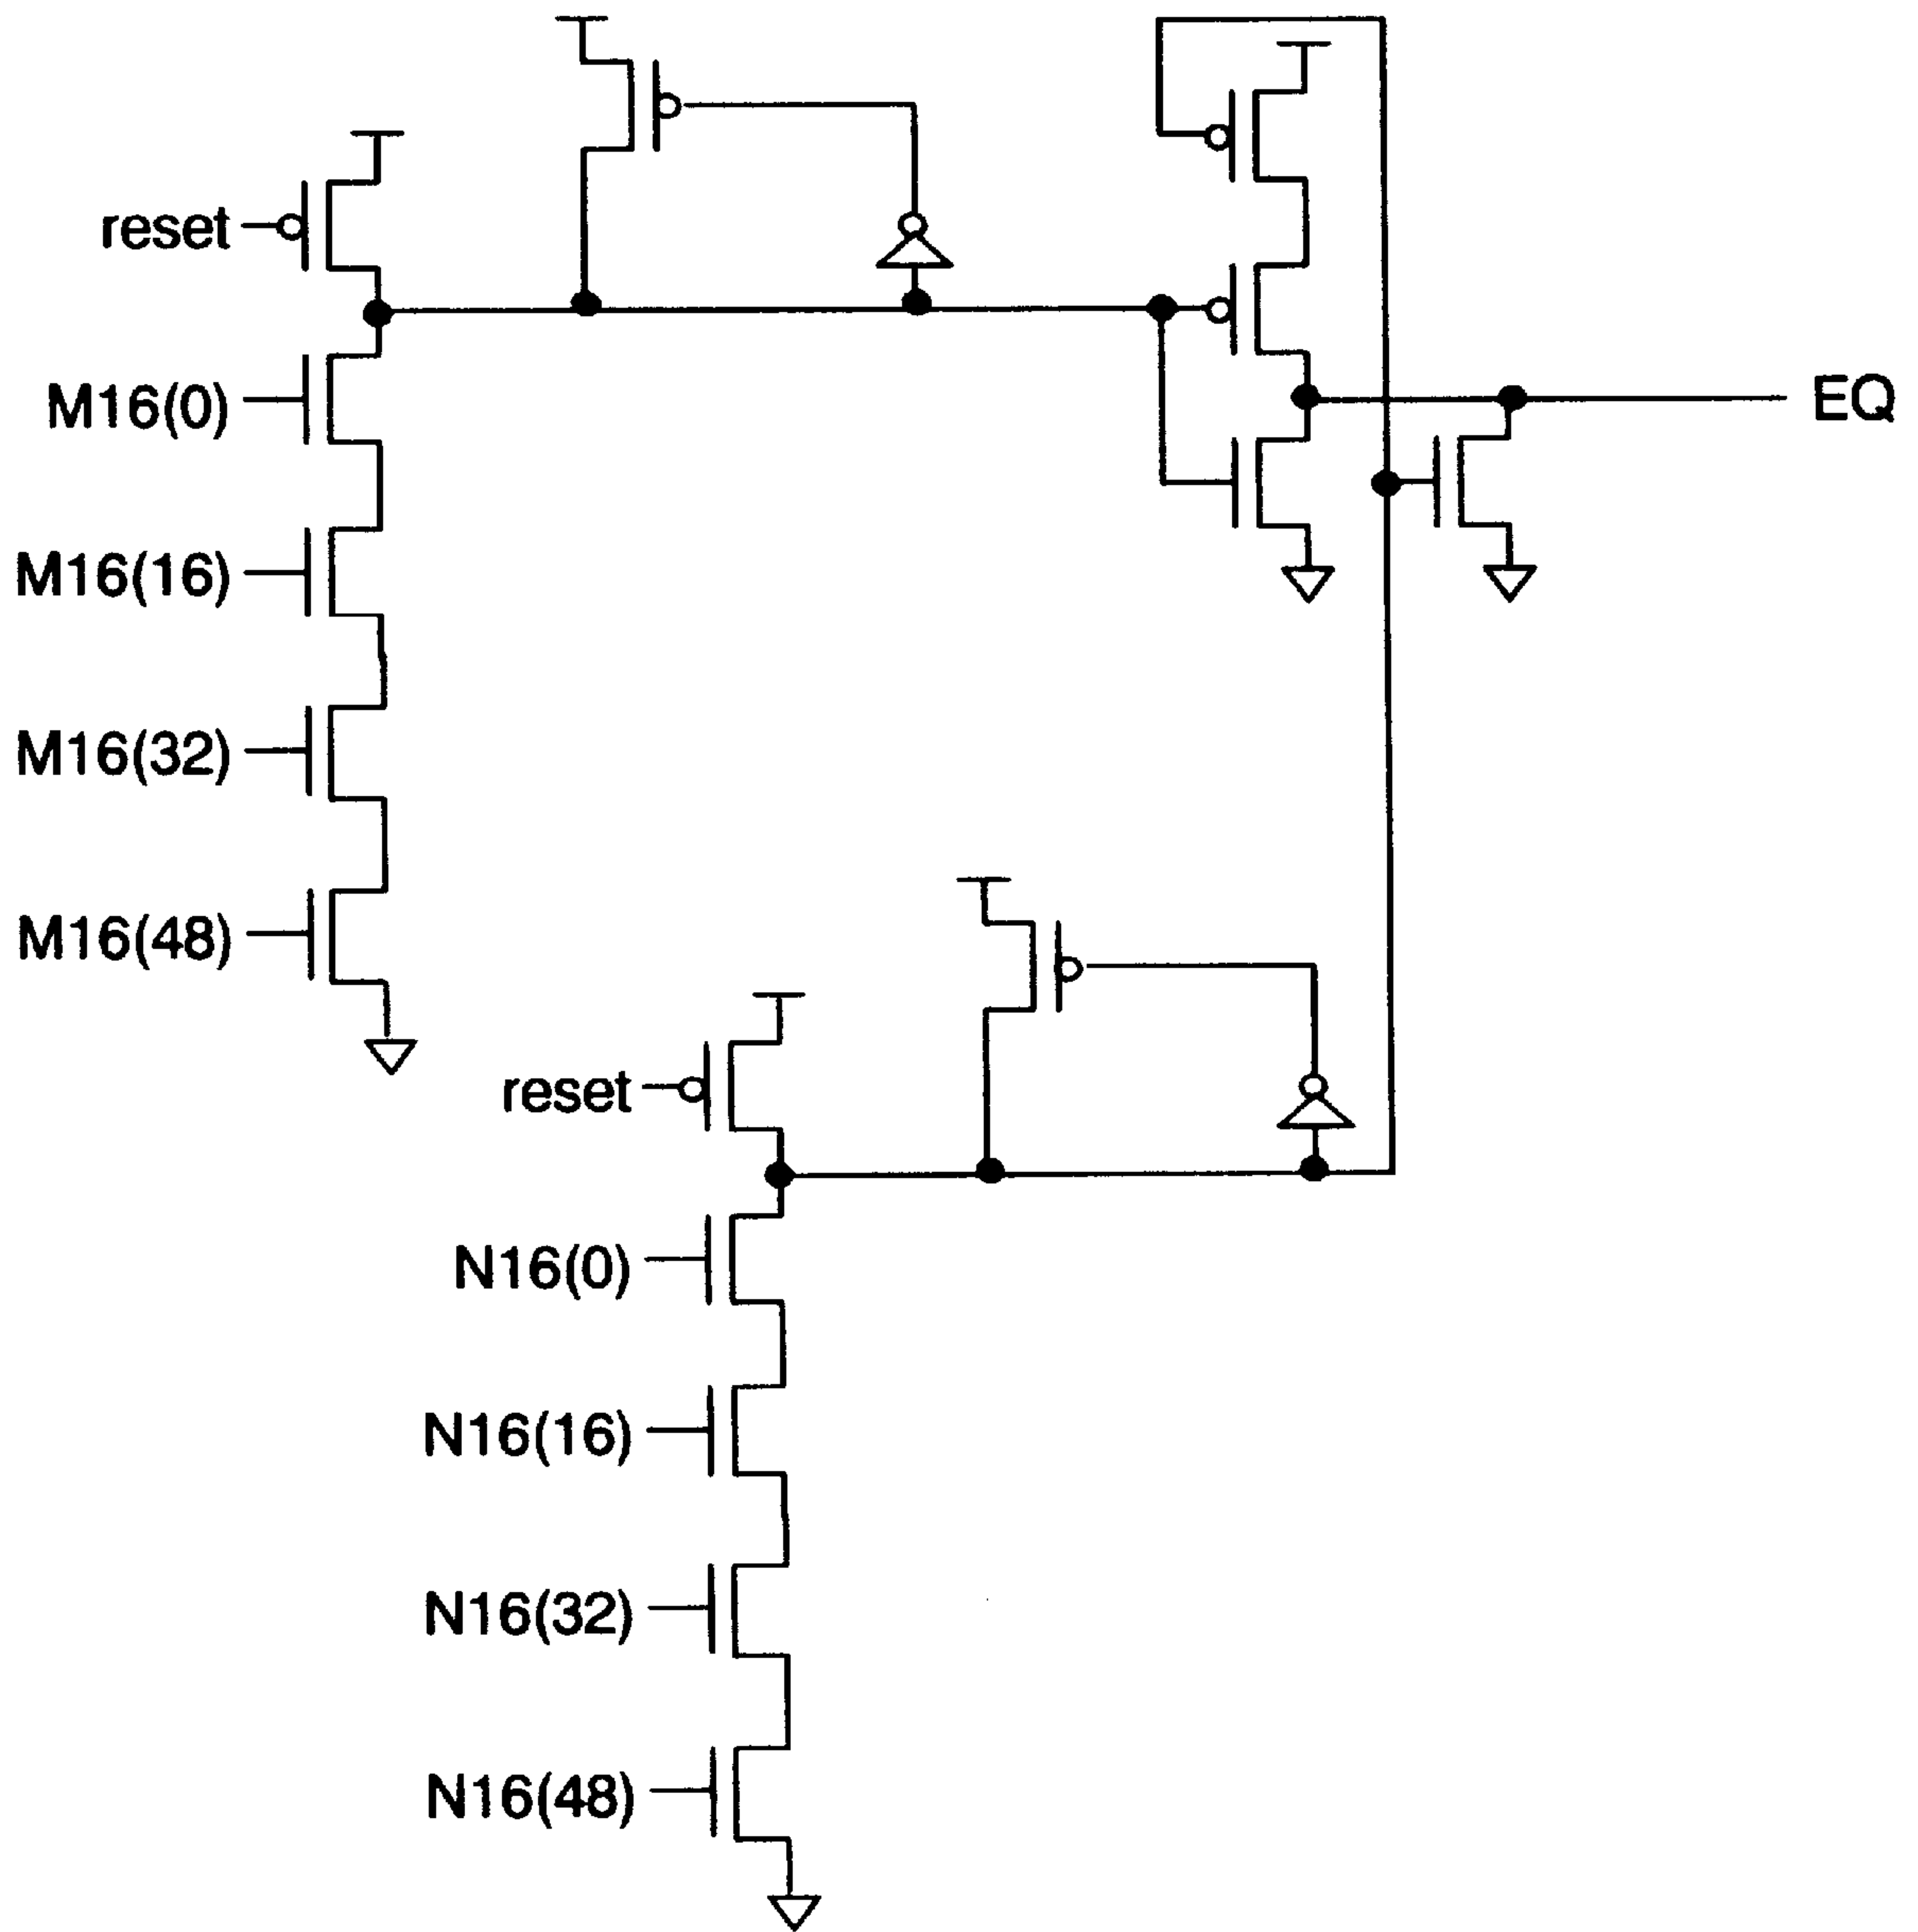 reset
M16(0)
EQ
M16(16)
M16(32)
M16(48)
reset
N16(0)
N16(16)
N16(32)
N16(48)